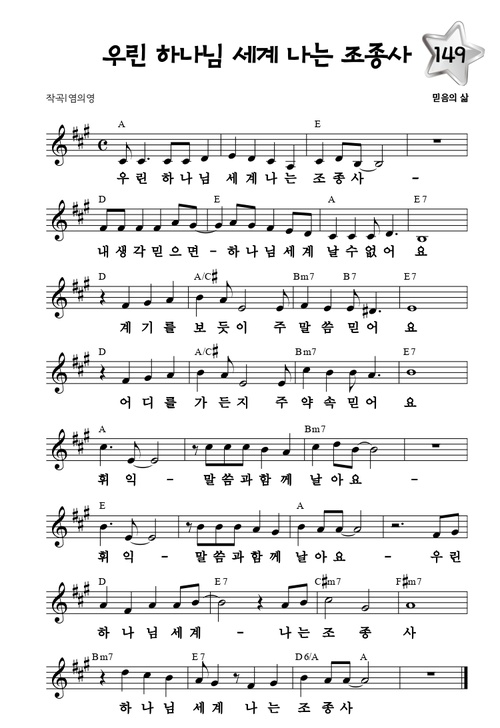 우린 하나님 세계 나는 조종사
149
작곡|염의영
믿음의 삶
A E
우 린 하 나 님 세 계 나 는 조 종 사 -
D E A E7
내 생 각 믿 으 면 - 하 나 님 세 계 날 수 없 어 요
D A/C# Bm7 B7 E7
계 기 를 보 듯 이 주 말 씀 믿 어 요
D A/C# Bm7 E7
어 디 를 가 든 지 주 약 속 믿 어 요
A Bm7
휘 익 - 말 씀 과 함 께 날 아 요 -
E A
휘 익 - 말 씀 과 함 께 날 아 요 - 우 린
D E7 C#m7 F#m7
하 나 님 세 계 - 나 는 조 종 사
Bm7 E7 D6/A A
하 나 님 세 계 나 는 조 종 사